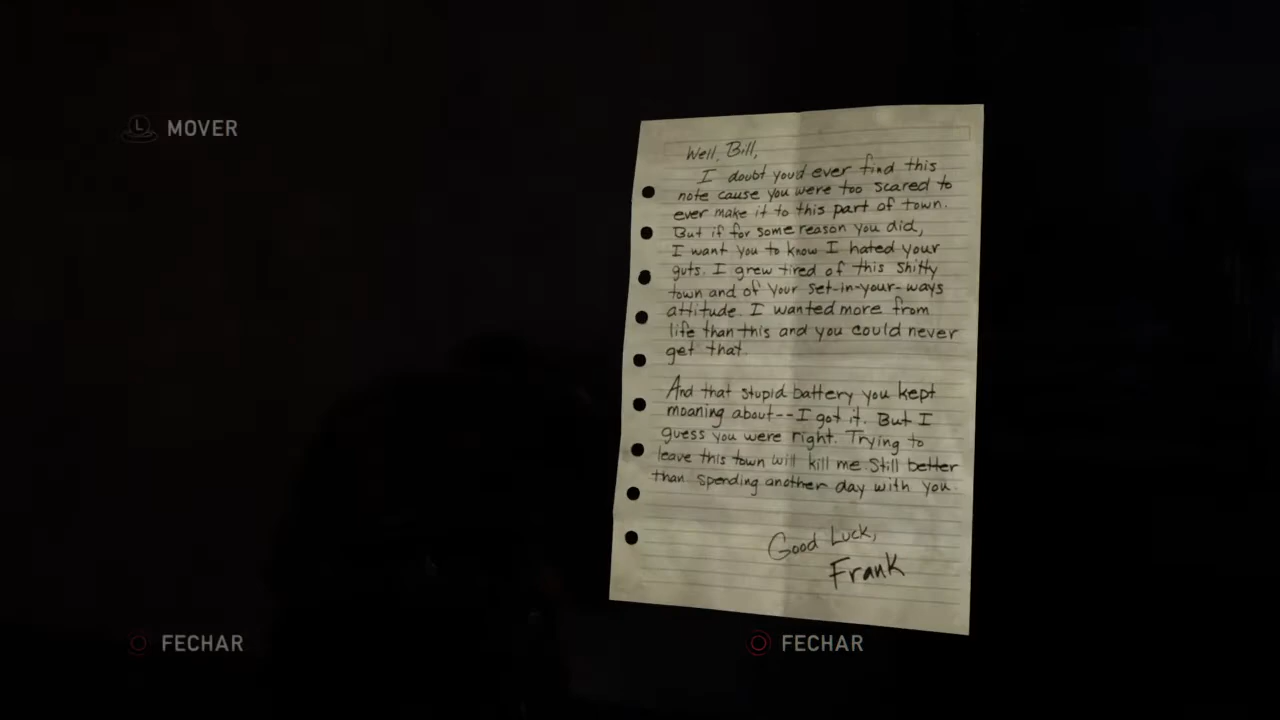 L MOVER
Well, Bill,
I doubt you'd ever find this
note cause you were too scared to
ever make it to this part of town.
But if for some reason you did,
I want you to know I hated your
guts. I grew tired of this shitty
town and of your set-in-your-ways
attitude. I wanted more from
life than this and you could never
get that.
And that stupid battery you kept
moaning about--I got it. But I
guess you were right. Trying to
leave this town will kill me. Still better
than spending another day with you.
Good Luck,
Frank
FECHAR
FECHAR